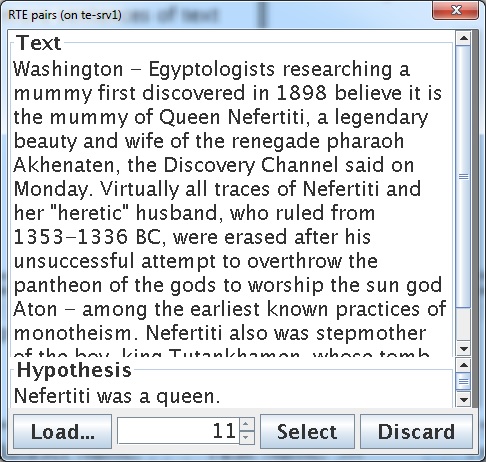 RTE pairs (on te-srv1)
Text
Washington – Egyptologists researching a
mummy first discovered in 1898 believe it is
the mummy of Queen Nefertiti, a legendary
beauty and wife of the renegade pharaoh
Akhenaten, the Discovery Channel said on
Monday. Virtually all traces of Nefertiti and
her "heretic" husband, who ruled from
1353–1336 BC, were erased after his
unsuccessful attempt to overthrow the
pantheon of the gods to worship the sun god
Aton – among the earliest known practices of
monotheism. Nefertiti also was stepmother
of the boy-king Tutankhamen, whose tomb
Hypothesis
Nefertiti was a queen.
Load...
11
Select
Discard